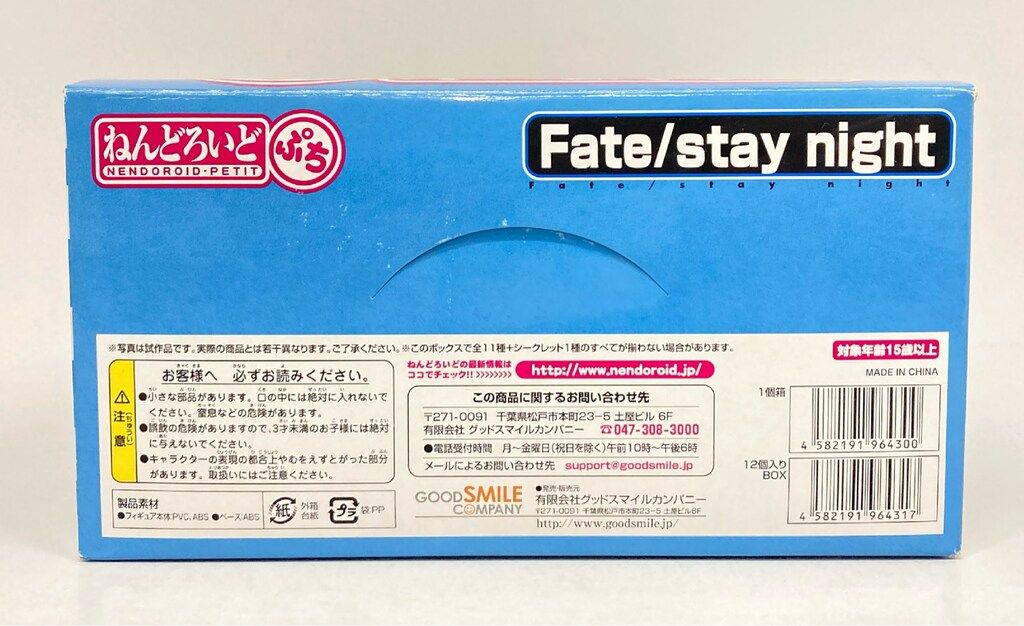 ねんどろいど ぷち
NENDOROID・PETIT
Fate/stay night
Fate/stay night
※写真は試作品です。実際の商品とは若干異なります。ご了承ください。※このボックスで全11種+シークレット1種のすべてが揃わない場合があります。
対象年齢15歳以上
MADE IN CHINA
⚠注意
(ちゅうい)
お客様へ 必ずお読みください。
●小さな部品があります。口の中には絶対に入れないで
ください。窒息などの危険があります。
●誤飲の危険がありますので、3才未満のお子様には絶対
に与えないでください。
●キャラクターの表現の都合上やむをえずとがった部分
があります。取扱いにはご注意ください。
製品素材
●フィギュア本体:PVC、ABS ●ベース:ABS
紙
外箱
台紙
プラ
袋:PP
ねんどろいどの最新情報は
ココでチェック!! >>>>>>>>
http://www.nendoroid.jp/
この商品に関するお問い合わせ先
〒271-0091 千葉県松戸市本町23-5 土屋ビル 6F
有限会社 グッドスマイルカンパニー ☎047-308-3000
●電話受付時間 月〜金曜日(祝日を除く)午前10時〜午後6時
メールによるお問い合わせ先 support@goodsmile.jp
GOODSMILE
COMPANY
●発売・販売元
有限会社グッドスマイルカンパニー
〒271-0091 千葉県松戸市本町23-5 土屋ビル6F
http://www.goodsmile.jp/
1個箱
4 582191 964300
12個入り
BOX
4 582191 964317